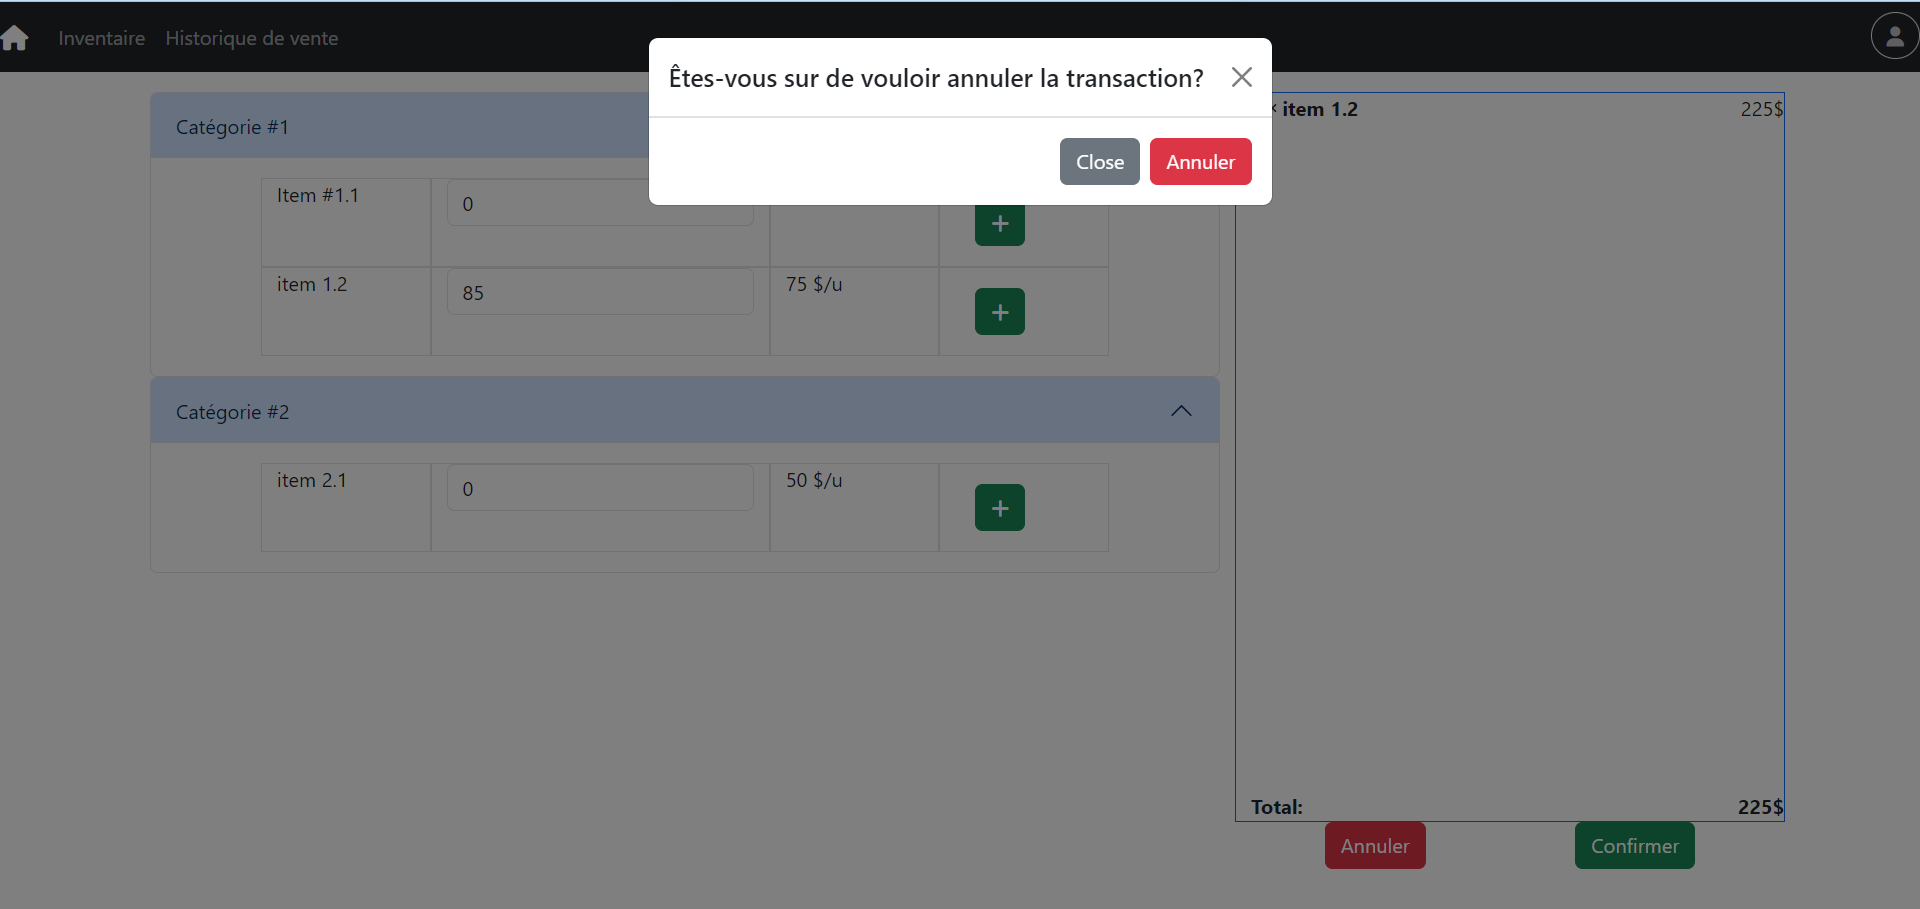 Inventaire Historique de vente
Êtes-vous sur de vouloir annuler la transaction?
Close Annuler
Catégorie #1
Item #1.1 0
item 1.2 85 75 $/u
Catégorie #2
item 2.1 0 50 $/u
item 1.2 225$
Total: 225$
Annuler Confirmer